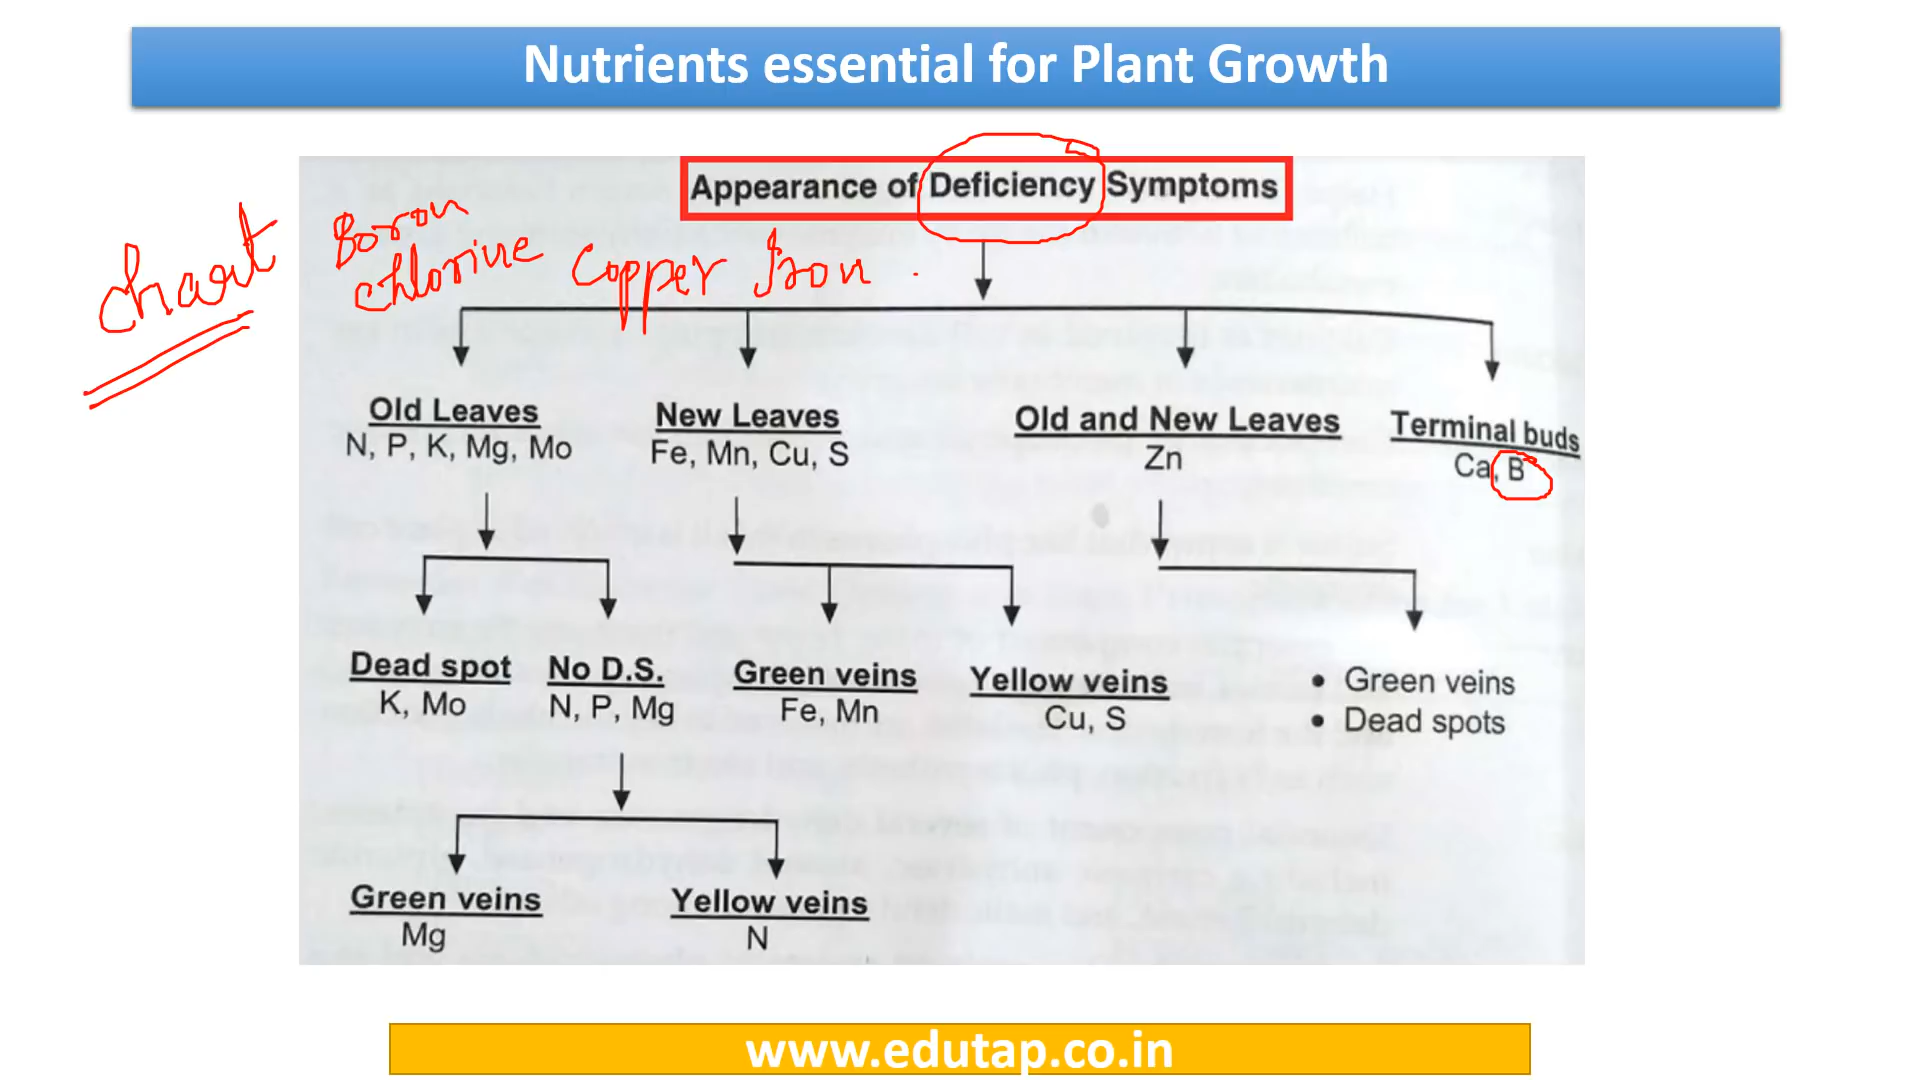 Nutrients essential for Plant Growth
Appearance of Deficiency Symptoms
chart
Boron
chlorine Copper Iron .
Old Leaves
N, P, K, Mg, Mo
New Leaves
Fe, Mn, Cu, S
Old and New Leaves
Zn
Terminal buds
Ca, B
Dead spot
K, Mo
No D.S.
N, P, Mg
Green veins
Fe, Mn
Yellow veins
Cu, S
• Green veins
• Dead spots
Green veins
Mg
Yellow veins
N
www.edutap.co.in